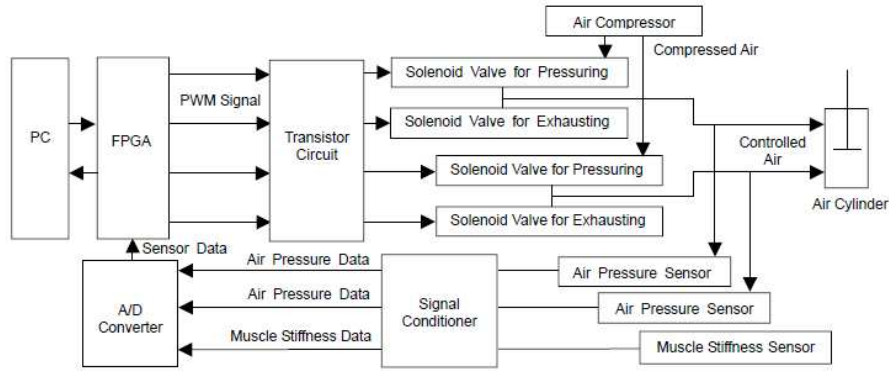 Air Compressor
Compressed Air
Solenoid Valve for Pressuring
PC
FPGA
PWM Signal
Transistor
Circuit
Solenoid Valve for Exhausting
Controlled
Air
Solenoid Valve for Pressuring
Air Cylinder
Solenoid Valve for Exhausting
Sensor Data
Air Pressure Data
Air Pressure Sensor
A/D
Converter
Air Pressure Data
Signal
Conditioner
Air Pressure Sensor
Muscle Stiffness Data
Muscle Stiffness Sensor